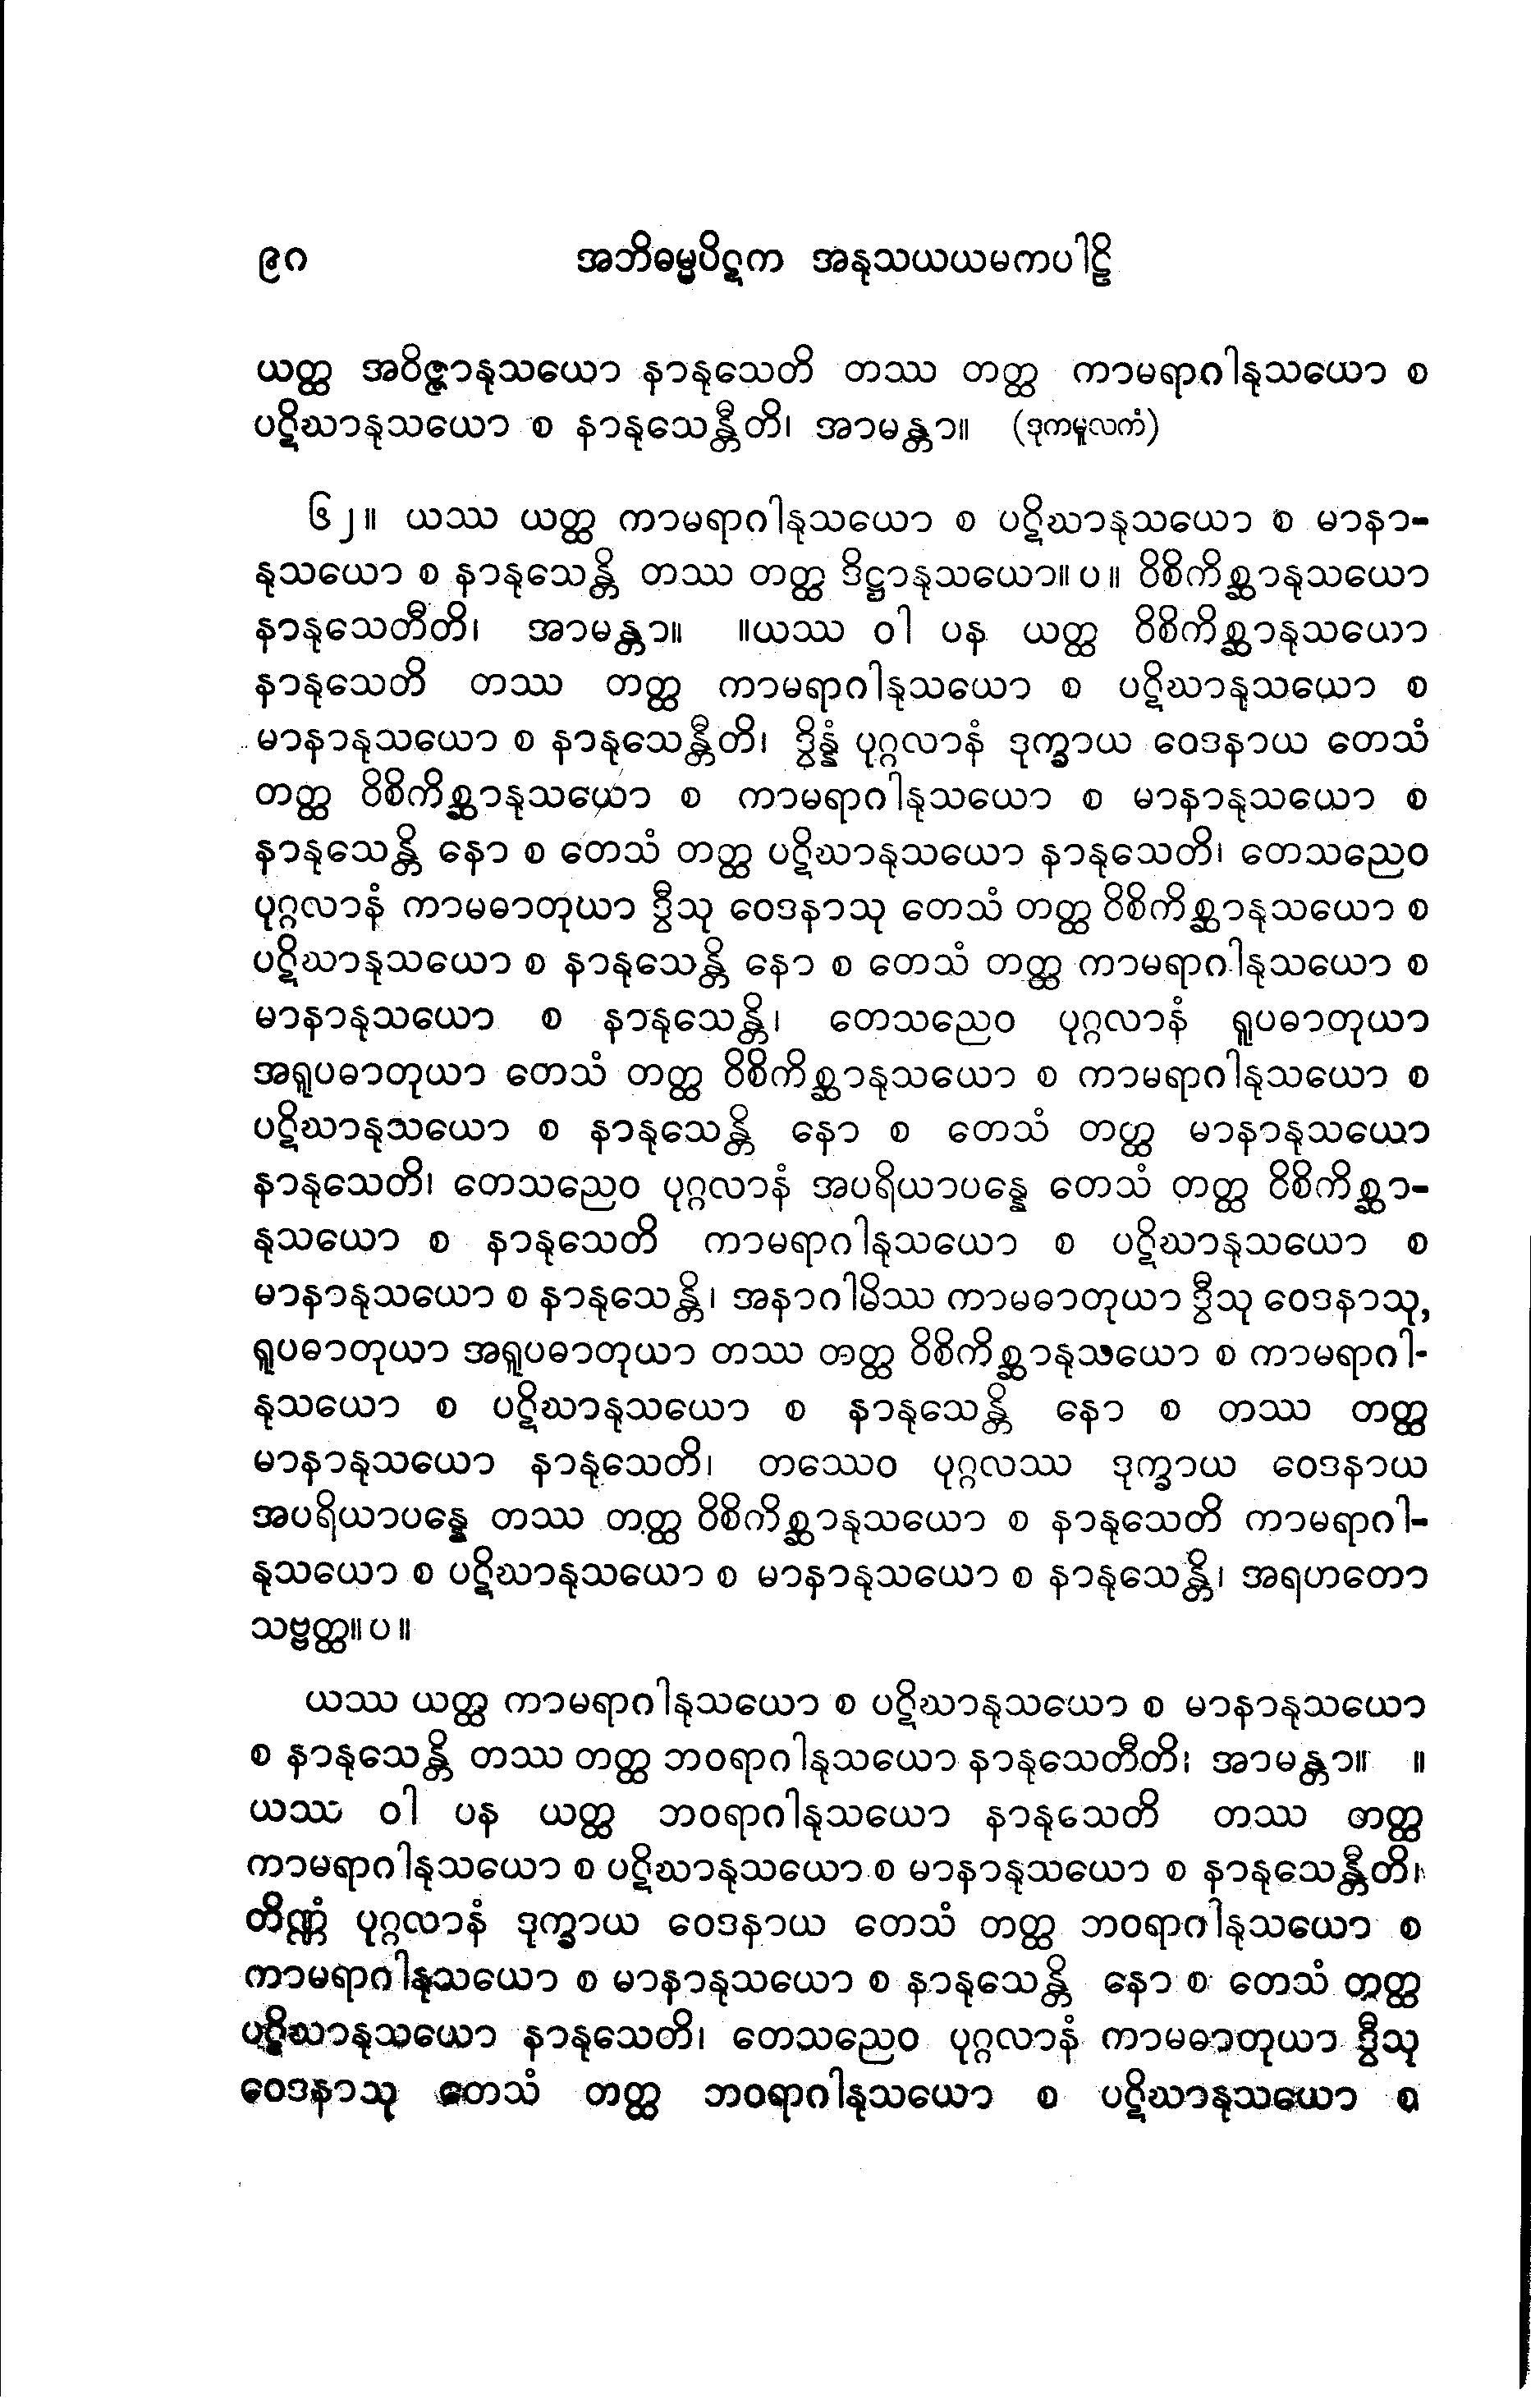 ၉ဂ အဘိဓမ္မပိဋက အနုသယယမကပါဠိ
ယတ္ထ အဝိဇ္ဇာနုသယော နာနုသေတိ တဿ တတ္ထ ကာမရာဂါနုသယော စ
ပဋိဃာနုသယော စ နာနုသေန္တီတိ၊ အာမန္တာ။ (ဒုကမူလကံ)
၆၂။ ယဿ ယတ္ထ ကာမရာဂါနုသယော စ ပဋိဃာနုသယော စ မာနာ-
နုသယော စ နာနုသေန္တိ တဿ တတ္ထ ဒိဋ္ဌာနုသယော။ပ။ ဝိစိကိစ္ဆာနုသယော
နာနုသေတီတိ၊ အာမန္တာ။ ။ယဿ ဝါ ပန ယတ္ထ ဝိစိကိစ္ဆာနုသယော
နာနုသေတိ တဿ တတ္ထ ကာမရာဂါနုသယော စ ပဋိဃာနုသယော စ
မာနာနုသယော စ နာနုသေန္တီတိ၊ ဒွိန္နံ ပုဂ္ဂလာနံ ဒုက္ခာယ ဝေဒနာယ တေသံ
တတ္ထ ဝိစိကိစ္ဆာနုသယော စ ကာမရာဂါနုသယော စ မာနာနုသယော စ
နာနုသေန္တိ နော စ တေသံ တတ္ထ ပဋိဃာနုသယော နာနုသေတိ၊ တေသညေဝ
ပုဂ္ဂလာနံ ကာမဓာတုယာ ဒွီသု ဝေဒနာသု တေသံ တတ္ထ ဝိစိကိစ္ဆာနုသယော စ
ပဋိဃာနုသယော စ နာနုသေန္တိ နော စ တေသံ တတ္ထ ကာမရာဂါနုသယော စ
မာနာနုသယော စ နာနုသေန္တိ၊ တေသညေဝ ပုဂ္ဂလာနံ ရူပဓာတုယာ
အရူပဓာတုယာ တေသံ တတ္ထ ဝိစိကိစ္ဆာနုသယော စ ကာမရာဂါနုသယော စ
ပဋိဃာနုသယော စ နာနုသေန္တိ နော စ တေသံ တတ္ထ မာနာနုသယော
နာနုသေတိ၊ တေသညေဝ ပုဂ္ဂလာနံ အပရိယာပန္နေ တေသံ တတ္ထ ဝိစိကိစ္ဆာ-
နုသယော စ နာနုသေတိ ကာမရာဂါနုသယော စ ပဋိဃာနုသယော စ
မာနာနုသယော စ နာနုသေန္တိ၊ အနာဂါမိဿ ကာမဓာတုယာ ဒွီသု ဝေဒနာသု,
ရူပဓာတုယာ အရူပဓာတုယာ တဿ တတ္ထ ဝိစိကိစ္ဆာနုသယော စ ကာမရာဂါ-
နုသယော စ ပဋိဃာနုသယော စ နာနုသေန္တိ နော စ တဿ တတ္ထ
မာနာနုသယော နာနုသေတိ၊ တဿေဝ ပုဂ္ဂလဿ ဒုက္ခာယ ဝေဒနာယ
အပရိယာပန္နေ တဿ တတ္ထ ဝိစိကိစ္ဆာနုသယော စ နာနုသေတိ ကာမရာဂါ-
နုသယော စ ပဋိဃာနုသယော စ မာနာနုသယော စ နာနုသေန္တိ၊ အရဟတော
သဗ္ဗတ္ထ။ပ။
ယဿ ယတ္ထ ကာမရာဂါနုသယော စ ပဋိဃာနုသယော စ မာနာနုသယော
စ နာနုသေန္တိ တဿ တတ္ထ ဘဝရာဂါနုသယော နာနုသေတီတိ၊ အာမန္တာ။ ။
ယဿ ဝါ ပန ယတ္ထ ဘဝရာဂါနုသယော နာနုသေတိ တဿ တတ္ထ
ကာမရာဂါနုသယော စ ပဋိဃာနုသယော စ မာနာနုသယော စ နာနုသေန္တီတိ၊
တိဏ္ဏံ ပုဂ္ဂလာနံ ဒုက္ခာယ ဝေဒနာယ တေသံ တတ္ထ ဘဝရာဂါနုသယော စ
ကာမရာဂါနုသယော စ မာနာနုသယော စ နာနုသေန္တိ နော စ တေသံ တတ္ထ
ပဋိဃာနုသယော နာနုသေတိ၊ တေသညေဝ ပုဂ္ဂလာနံ ကာမဓာတုယာ ဒွီသု
ဝေဒနာသု တေသံ တတ္ထ ဘဝရာဂါနုသယော စ ပဋိဃာနုသယော စ